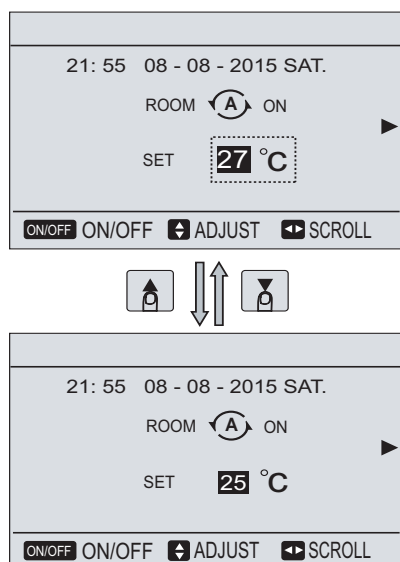 21: 55 08 - 08 - 2015 SAT.
ROOM A ON
SET 27 °C
ON/OFF ON/OFF ADJUST SCROLL
21: 55 08 - 08 - 2015 SAT.
ROOM A ON
SET 25 °C
ON/OFF ON/OFF ADJUST SCROLL